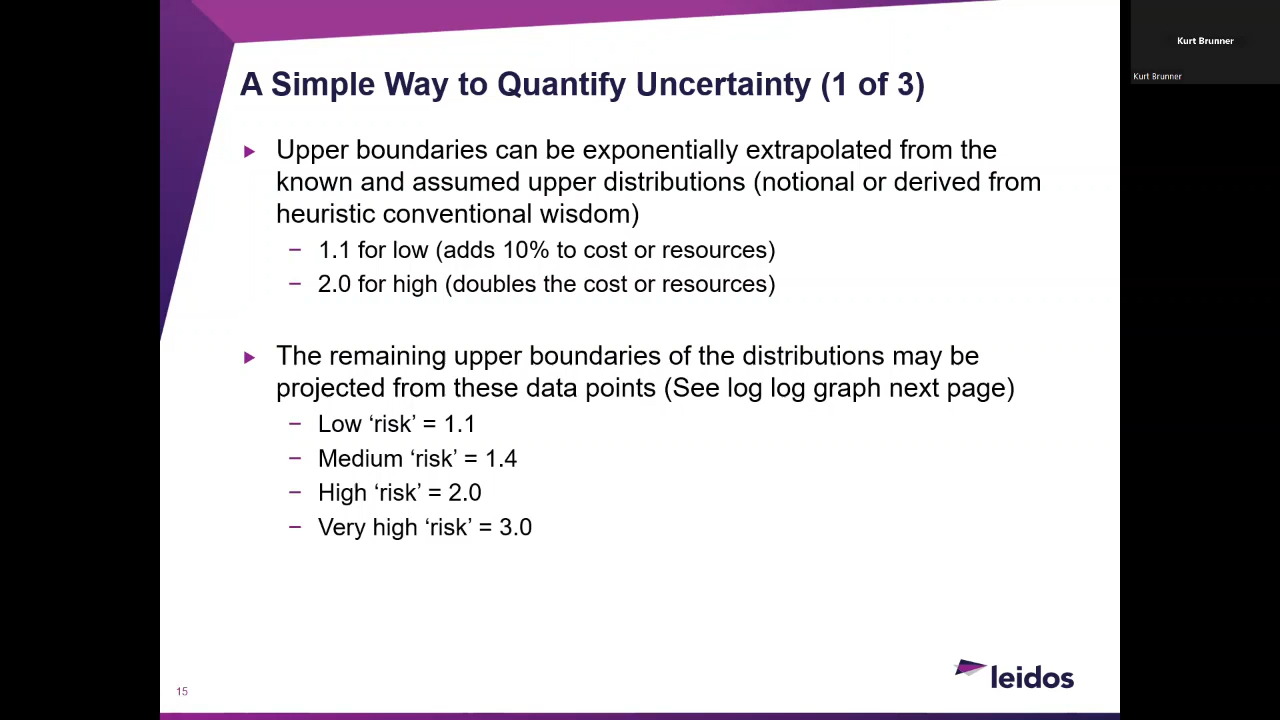 A Simple Way to Quantify Uncertainty (1 of 3)
Upper boundaries can be exponentially extrapolated from the
known and assumed upper distributions (notional or derived from
heuristic conventional wisdom)
− 1.1 for low (adds 10% to cost or resources)
− 2.0 for high (doubles the cost or resources)
The remaining upper boundaries of the distributions may be
projected from these data points (See log log graph next page)
− Low ‘risk’ = 1.1
− Medium ‘risk’ = 1.4
− High ‘risk’ = 2.0
− Very high ‘risk’ = 3.0
15
leidos
Kurt Brunner
Kurt Brunner